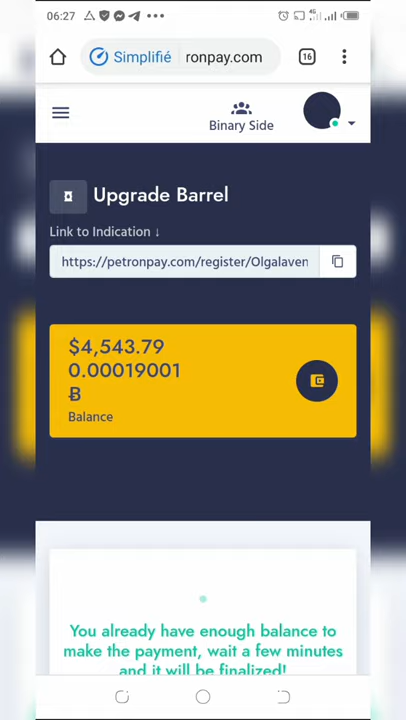 06:27
4G
Simplifié ronpay.com
16
Binary Side
Upgrade Barrel
Link to Indication ↓
https://petronpay.com/register/Olgalaven
$4,543.79
0.00019001
Ƀ
Balance
You already have enough balance to
make the payment, wait a few minutes
and it will be finalized!